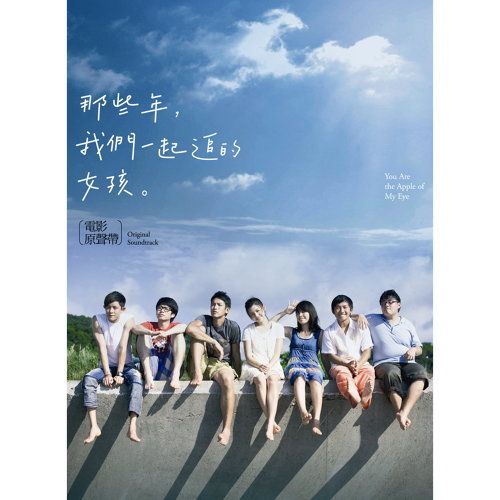 那些年,
我們一起追的
女孩。
You Are
the Apple of
My Eye
電影
原聲帶
Original
Soundtrack